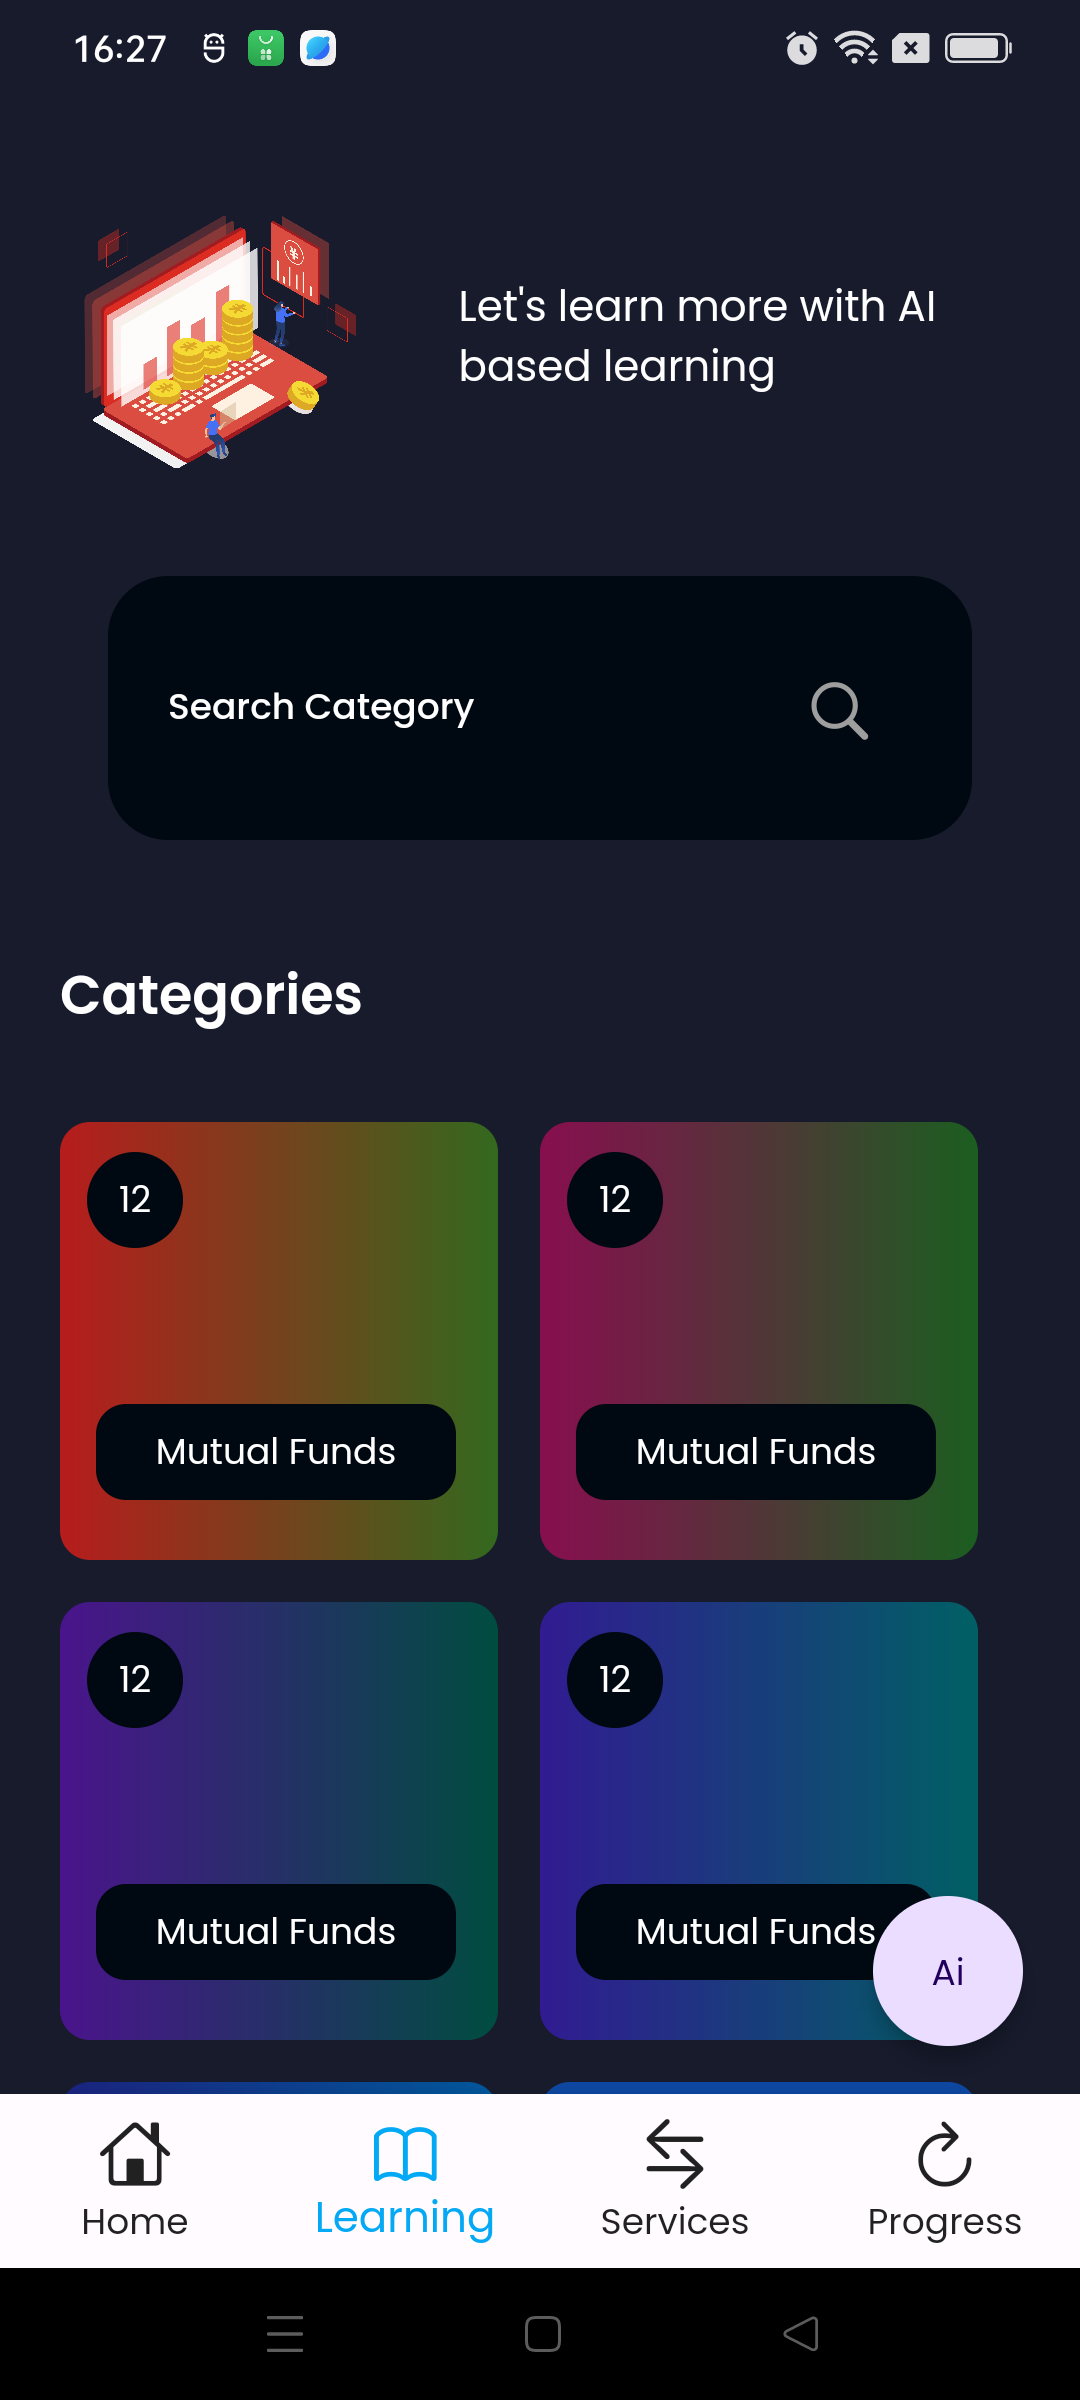 16:27
Let's learn more with AI
based learning
Search Category
Categories
12
12
Mutual Funds
Mutual Funds
12
12
Mutual Funds
Mutual Funds
Ai
Home
Learning
Services
Progress